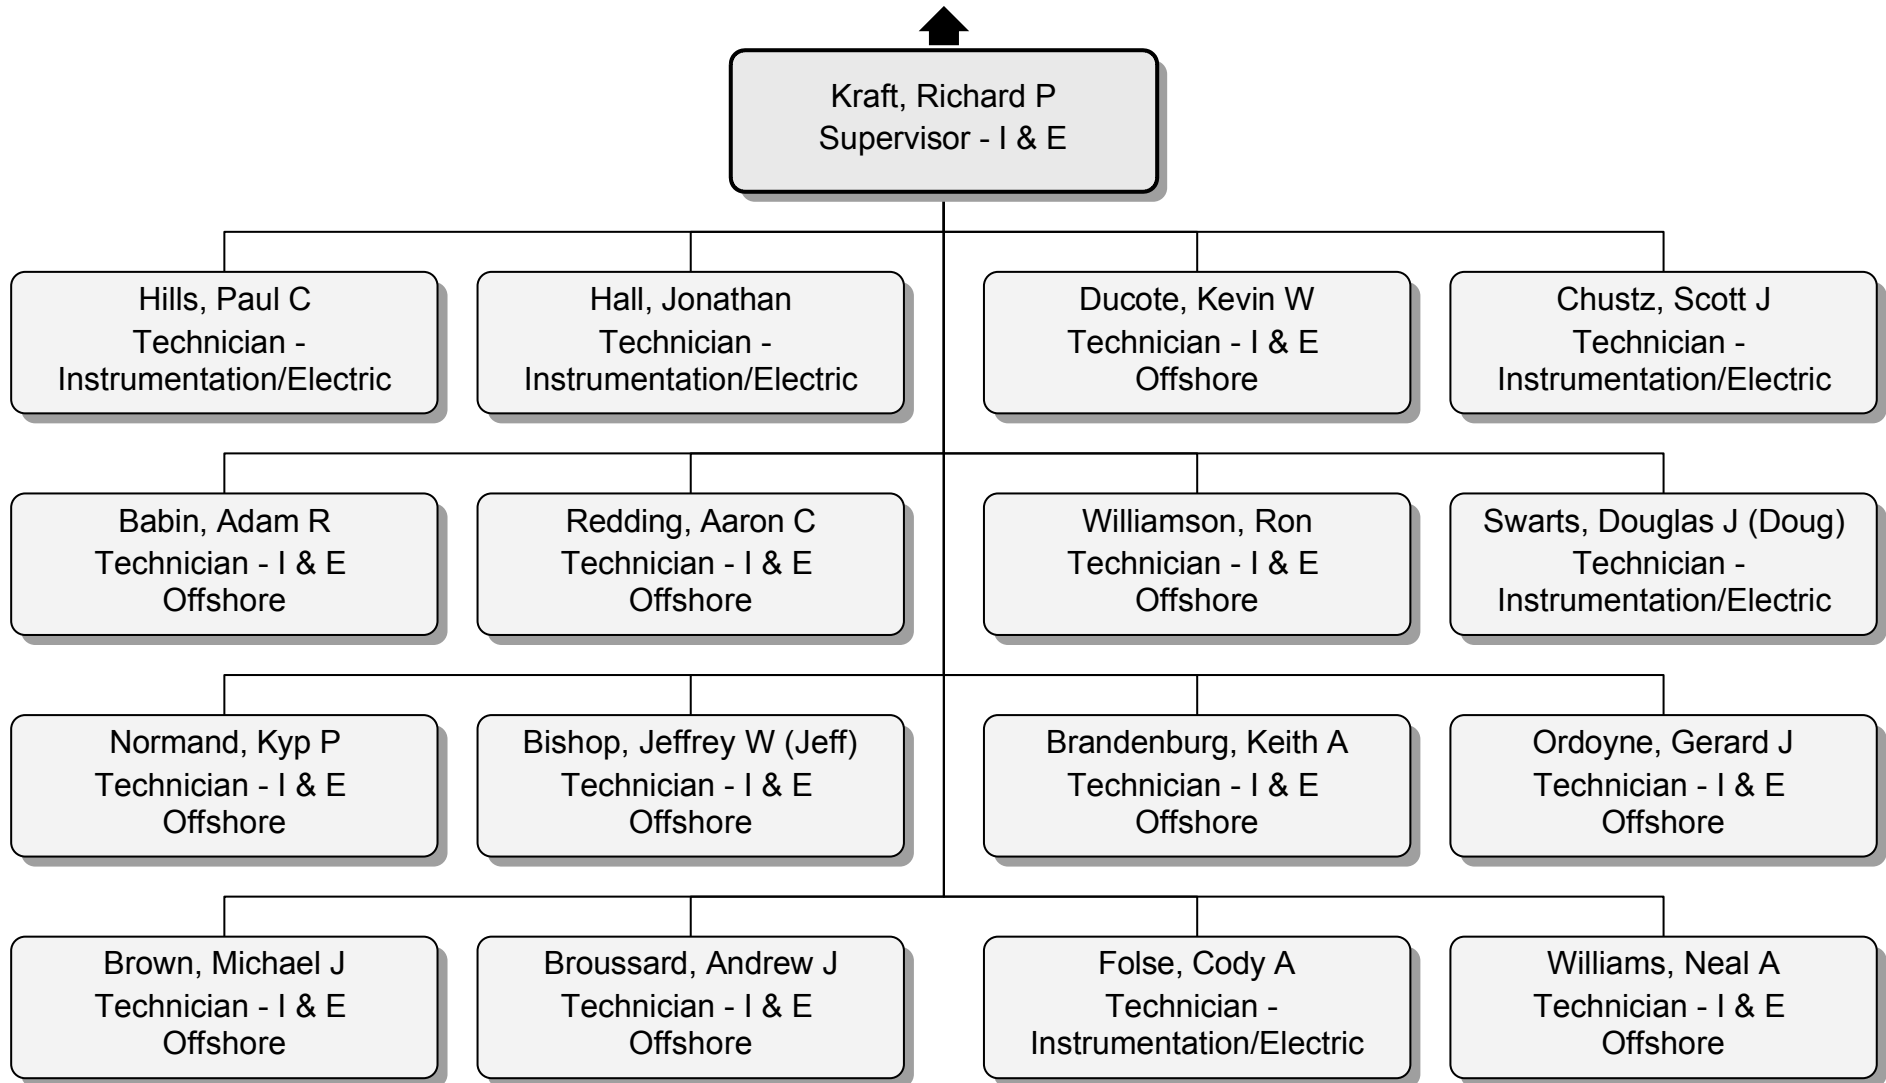 Kraft, Richard P
Supervisor - I & E
Hills, Paul C
Technician -
Instrumentation/Electric
Hall, Jonathan
Technician -
Instrumentation/Electric
Ducote, Kevin W
Technician - I & E
Offshore
Chustz, Scott J
Technician -
Instrumentation/Electric
Babin, Adam R
Technician - I & E
Offshore
Redding, Aaron C
Technician - I & E
Offshore
Williamson, Ron
Technician - I & E
Offshore
Swarts, Douglas J (Doug)
Technician -
Instrumentation/Electric
Normand, Kyp P
Technician - I & E
Offshore
Bishop, Jeffrey W (Jeff)
Technician - I & E
Offshore
Brandenburg, Keith A
Technician - I & E
Offshore
Ordoyne, Gerard J
Technician - I & E
Offshore
Brown, Michael J
Technician - I & E
Offshore
Broussard, Andrew J
Technician - I & E
Offshore
Folse, Cody A
Technician -
Instrumentation/Electric
Williams, Neal A
Technician - I & E
Offshore